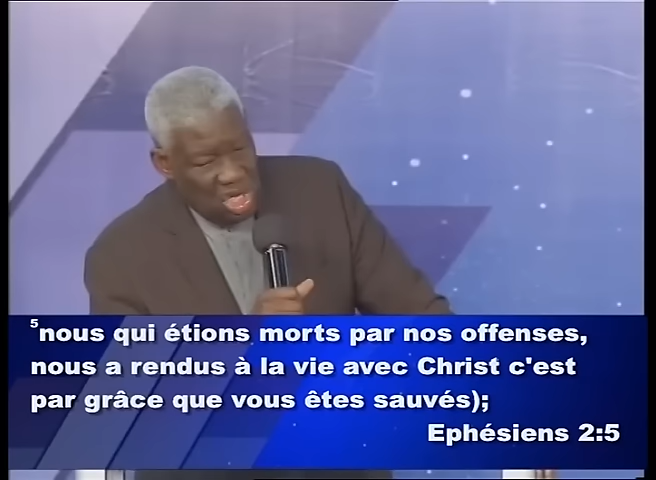 5nous qui étions morts par nos offenses,
nous a rendus à la vie avec Christ c'est
par grâce que vous êtes sauvés);
Ephésiens 2:5